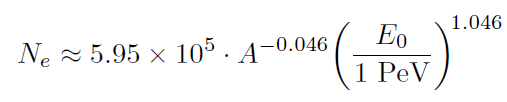 N_e ≈ 5.95 × 10^5 · A^{-0.046} (E_0 / 1 PeV)^{1.046}